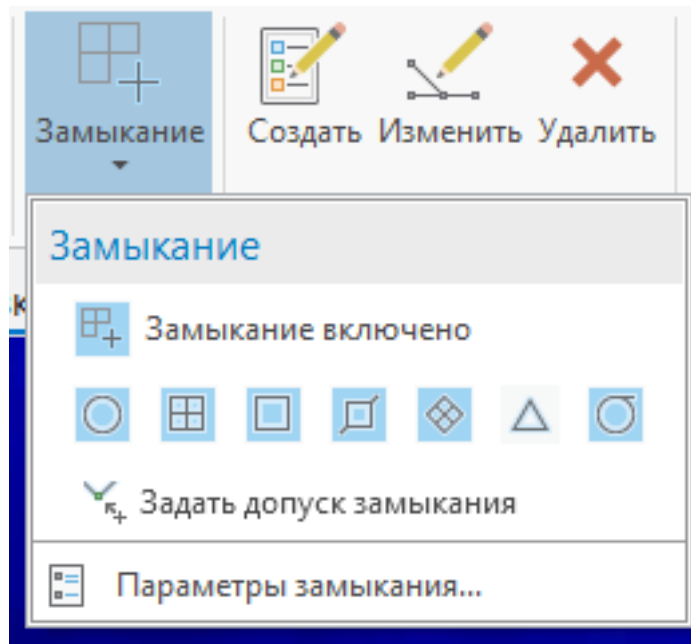 Замыкание Создать Изменить Удалить
Замыкание
Замыкание включено
Задать допуск замыкания
Параметры замыкания...